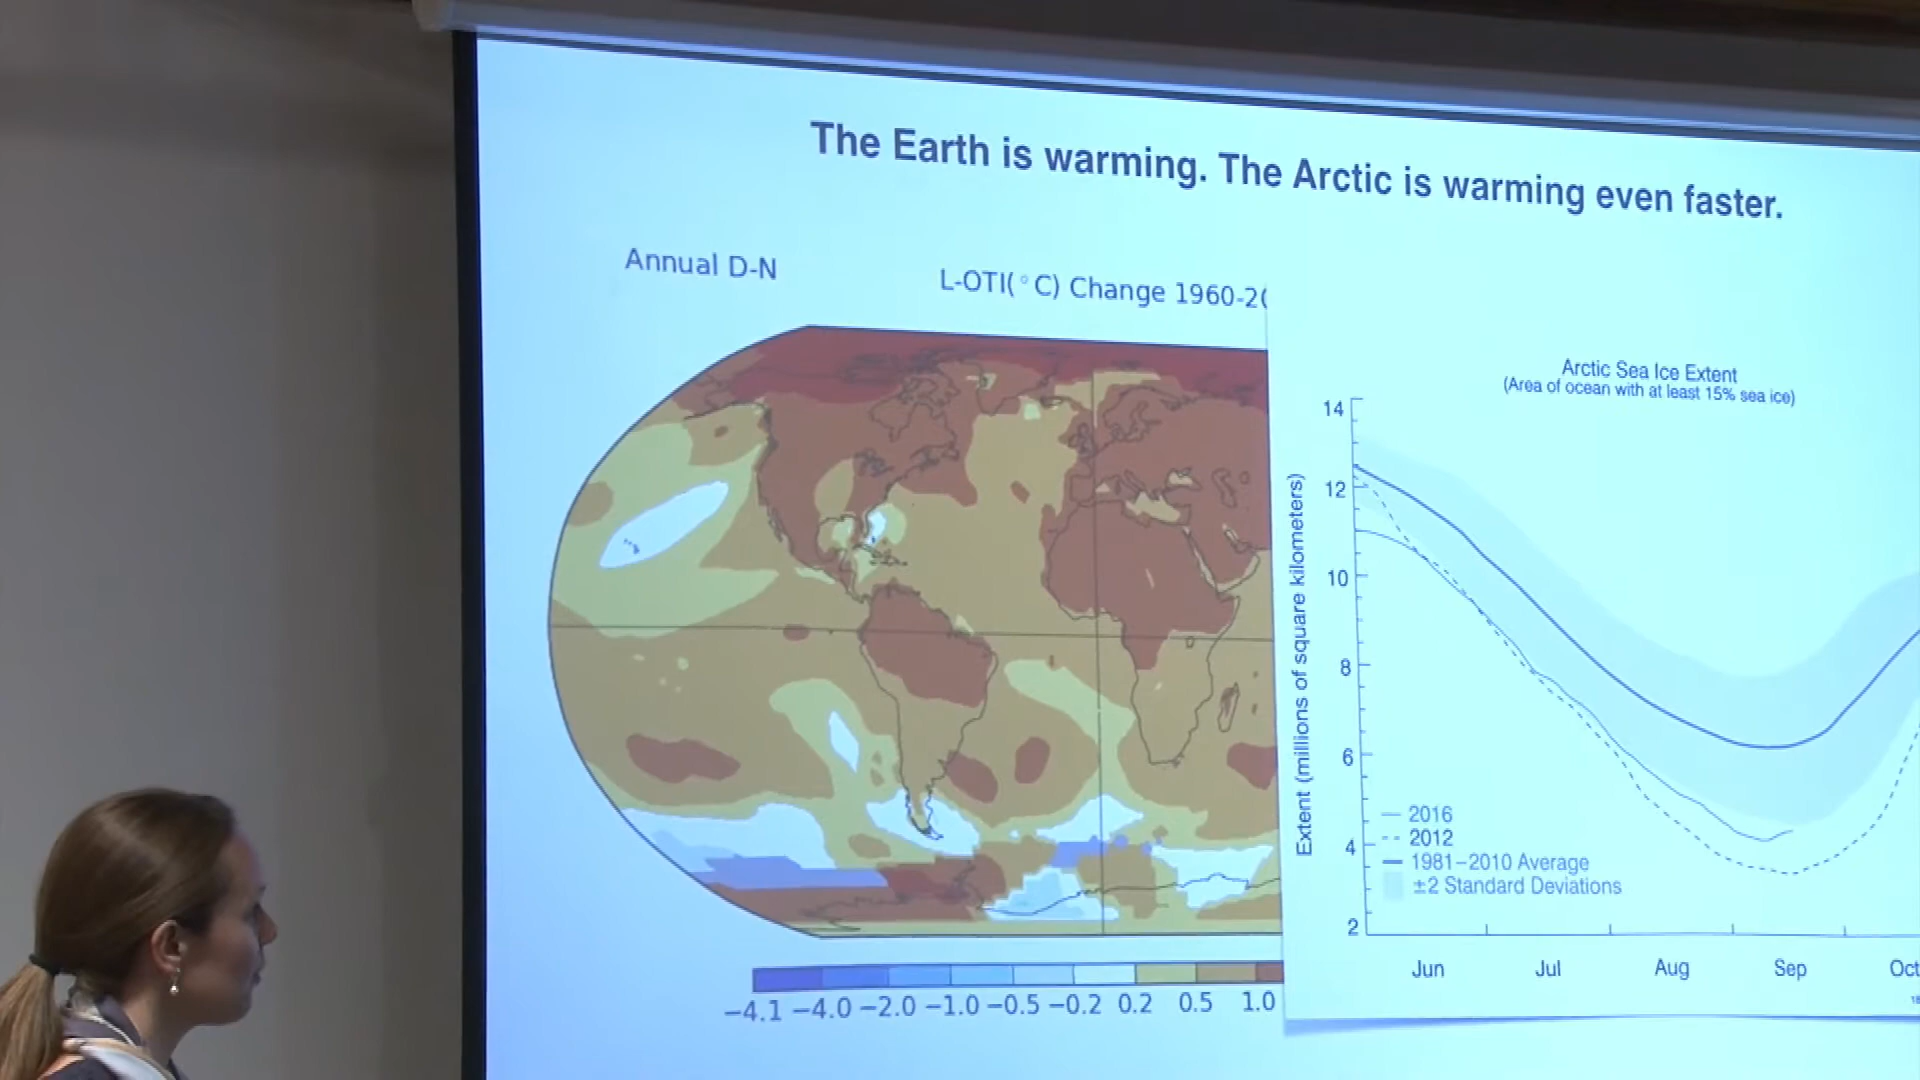 The Earth is warming. The Arctic is warming even faster.
Annual D-N
L-OTI(°C) Change 1960-2
−4.1 −4.0 −2.0 −1.0 −0.5 −0.2 0.2 0.5 1.0
Arctic Sea Ice Extent
(Area of ocean with at least 15% sea ice)
Extent (millions of square kilometers)
14
12
10
8
6
4
2
2016
2012
1981–2010 Average
±2 Standard Deviations
Jun Jul Aug Sep Oct